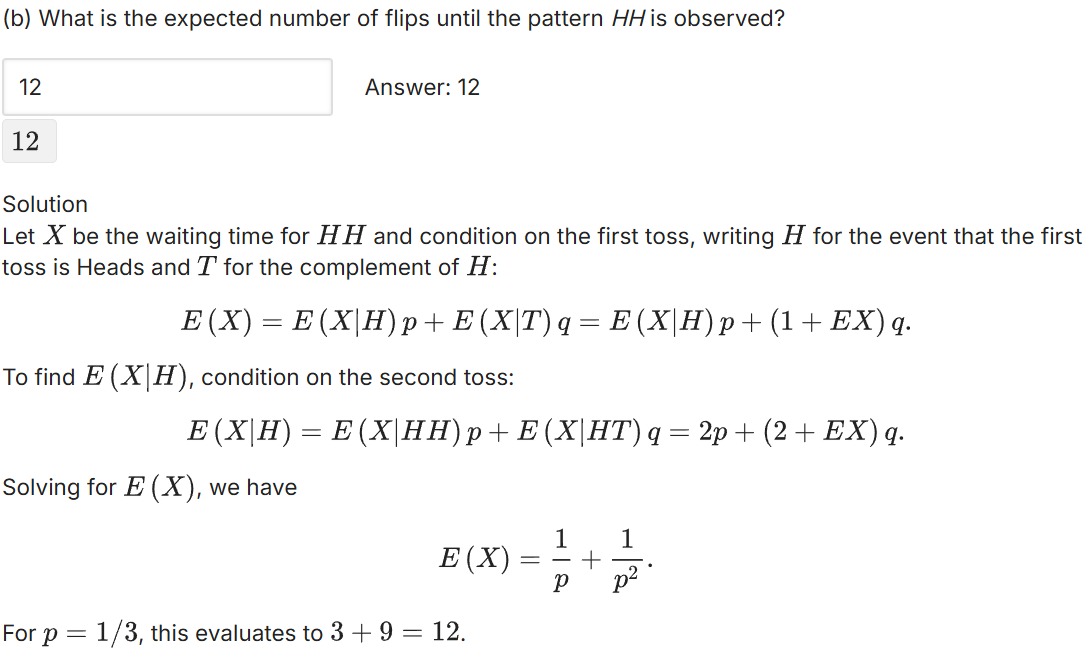 (b) What is the expected number of flips until the pattern HH is observed?
12 Answer: 12
12
Solution
Let X be the waiting time for HH and condition on the first toss, writing H for the event that the first
toss is Heads and T for the complement of H:
E (X) = E (X|H) p + E (X|T) q = E (X|H) p + (1 + EX) q.
To find E (X|H), condition on the second toss:
E (X|H) = E (X|HH) p + E (X|HT) q = 2p + (2 + EX) q.
Solving for E (X), we have
E (X) = 1/p + 1/p².
For p = 1/3, this evaluates to 3 + 9 = 12.